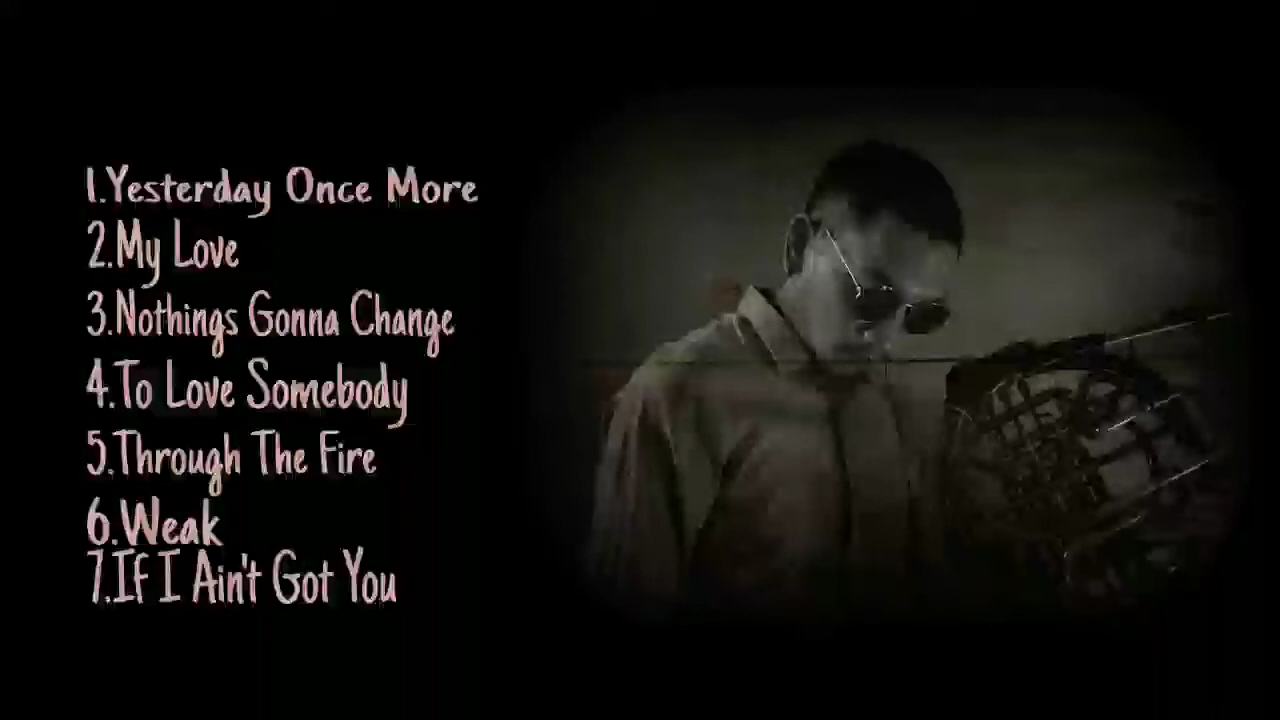 1.Yesterday Once More
2.My Love
3.Nothings Gonna Change
4.To Love Somebody
5.Through The Fire
6.Weak
7.If I Ain't Got You